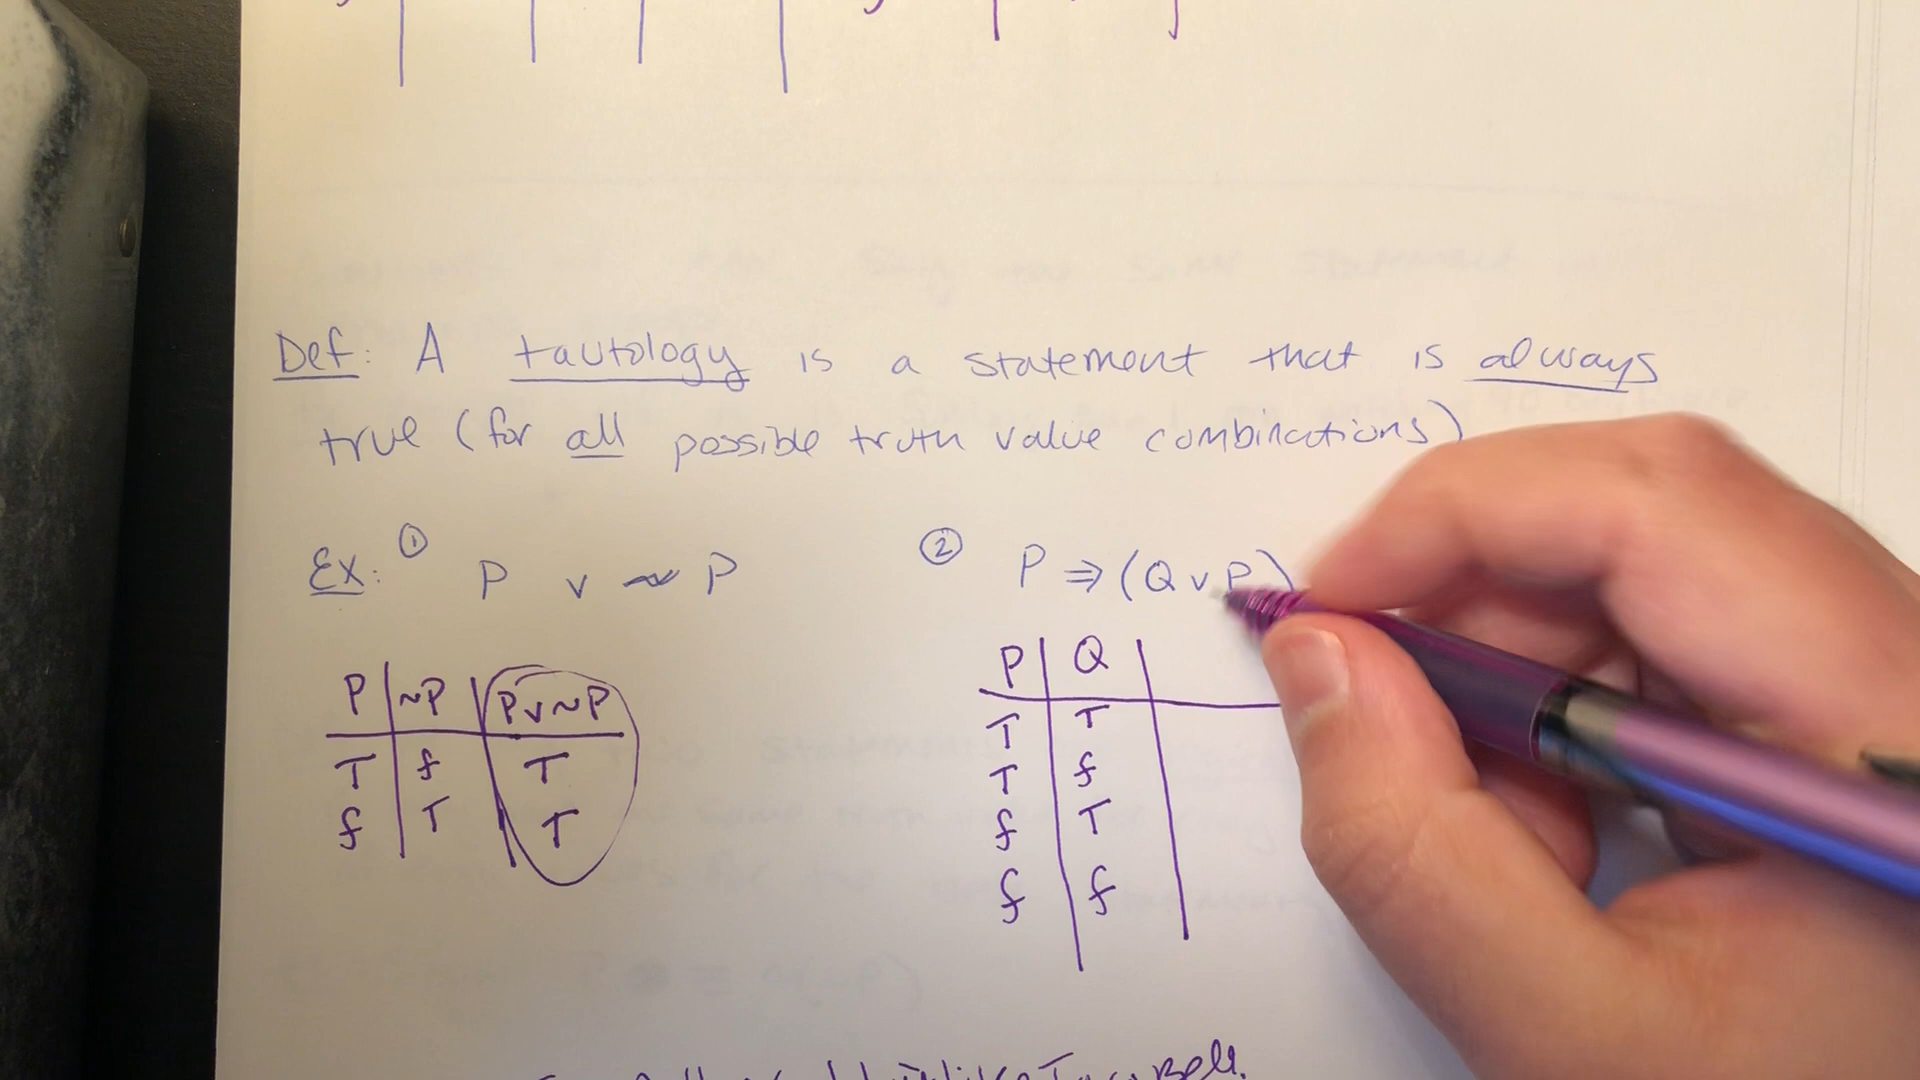 Def: A tautology is a statement that is always
true (for all possible truth value combinations)
Ex: ① P ∨ ~P
② P ⇒ (Q ∨ P)
P | ~P | P∨~P
T | f | T
f | T | T
P | Q |
T | T |
T | f |
f | T |
f | f |